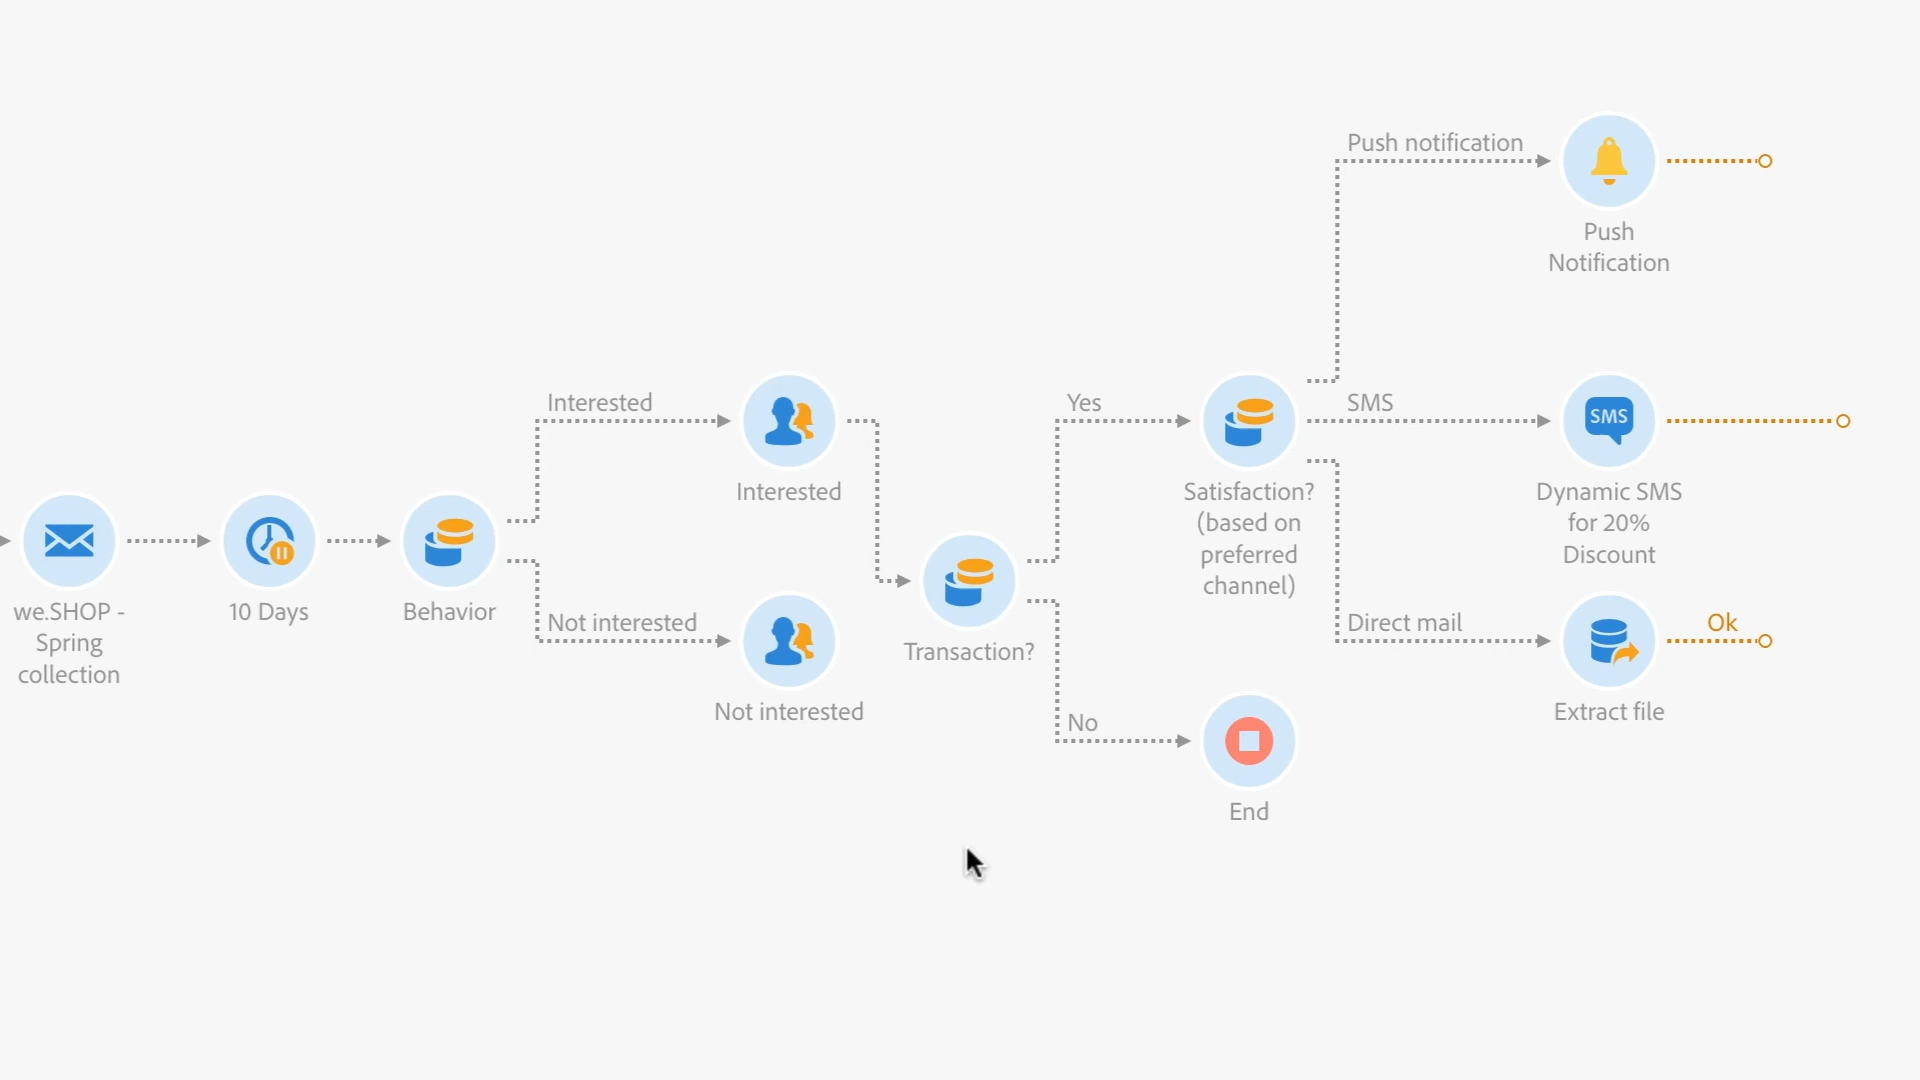 Push notification
Push
Notification
Interested
Yes
SMS
SMS
Interested
Satisfaction?
(based on
preferred
channel)
Dynamic SMS
for 20%
Discount
we.SHOP -
Spring
collection
10 Days
Behavior
Not interested
Not interested
Transaction?
Direct mail
Ok
Extract file
No
End